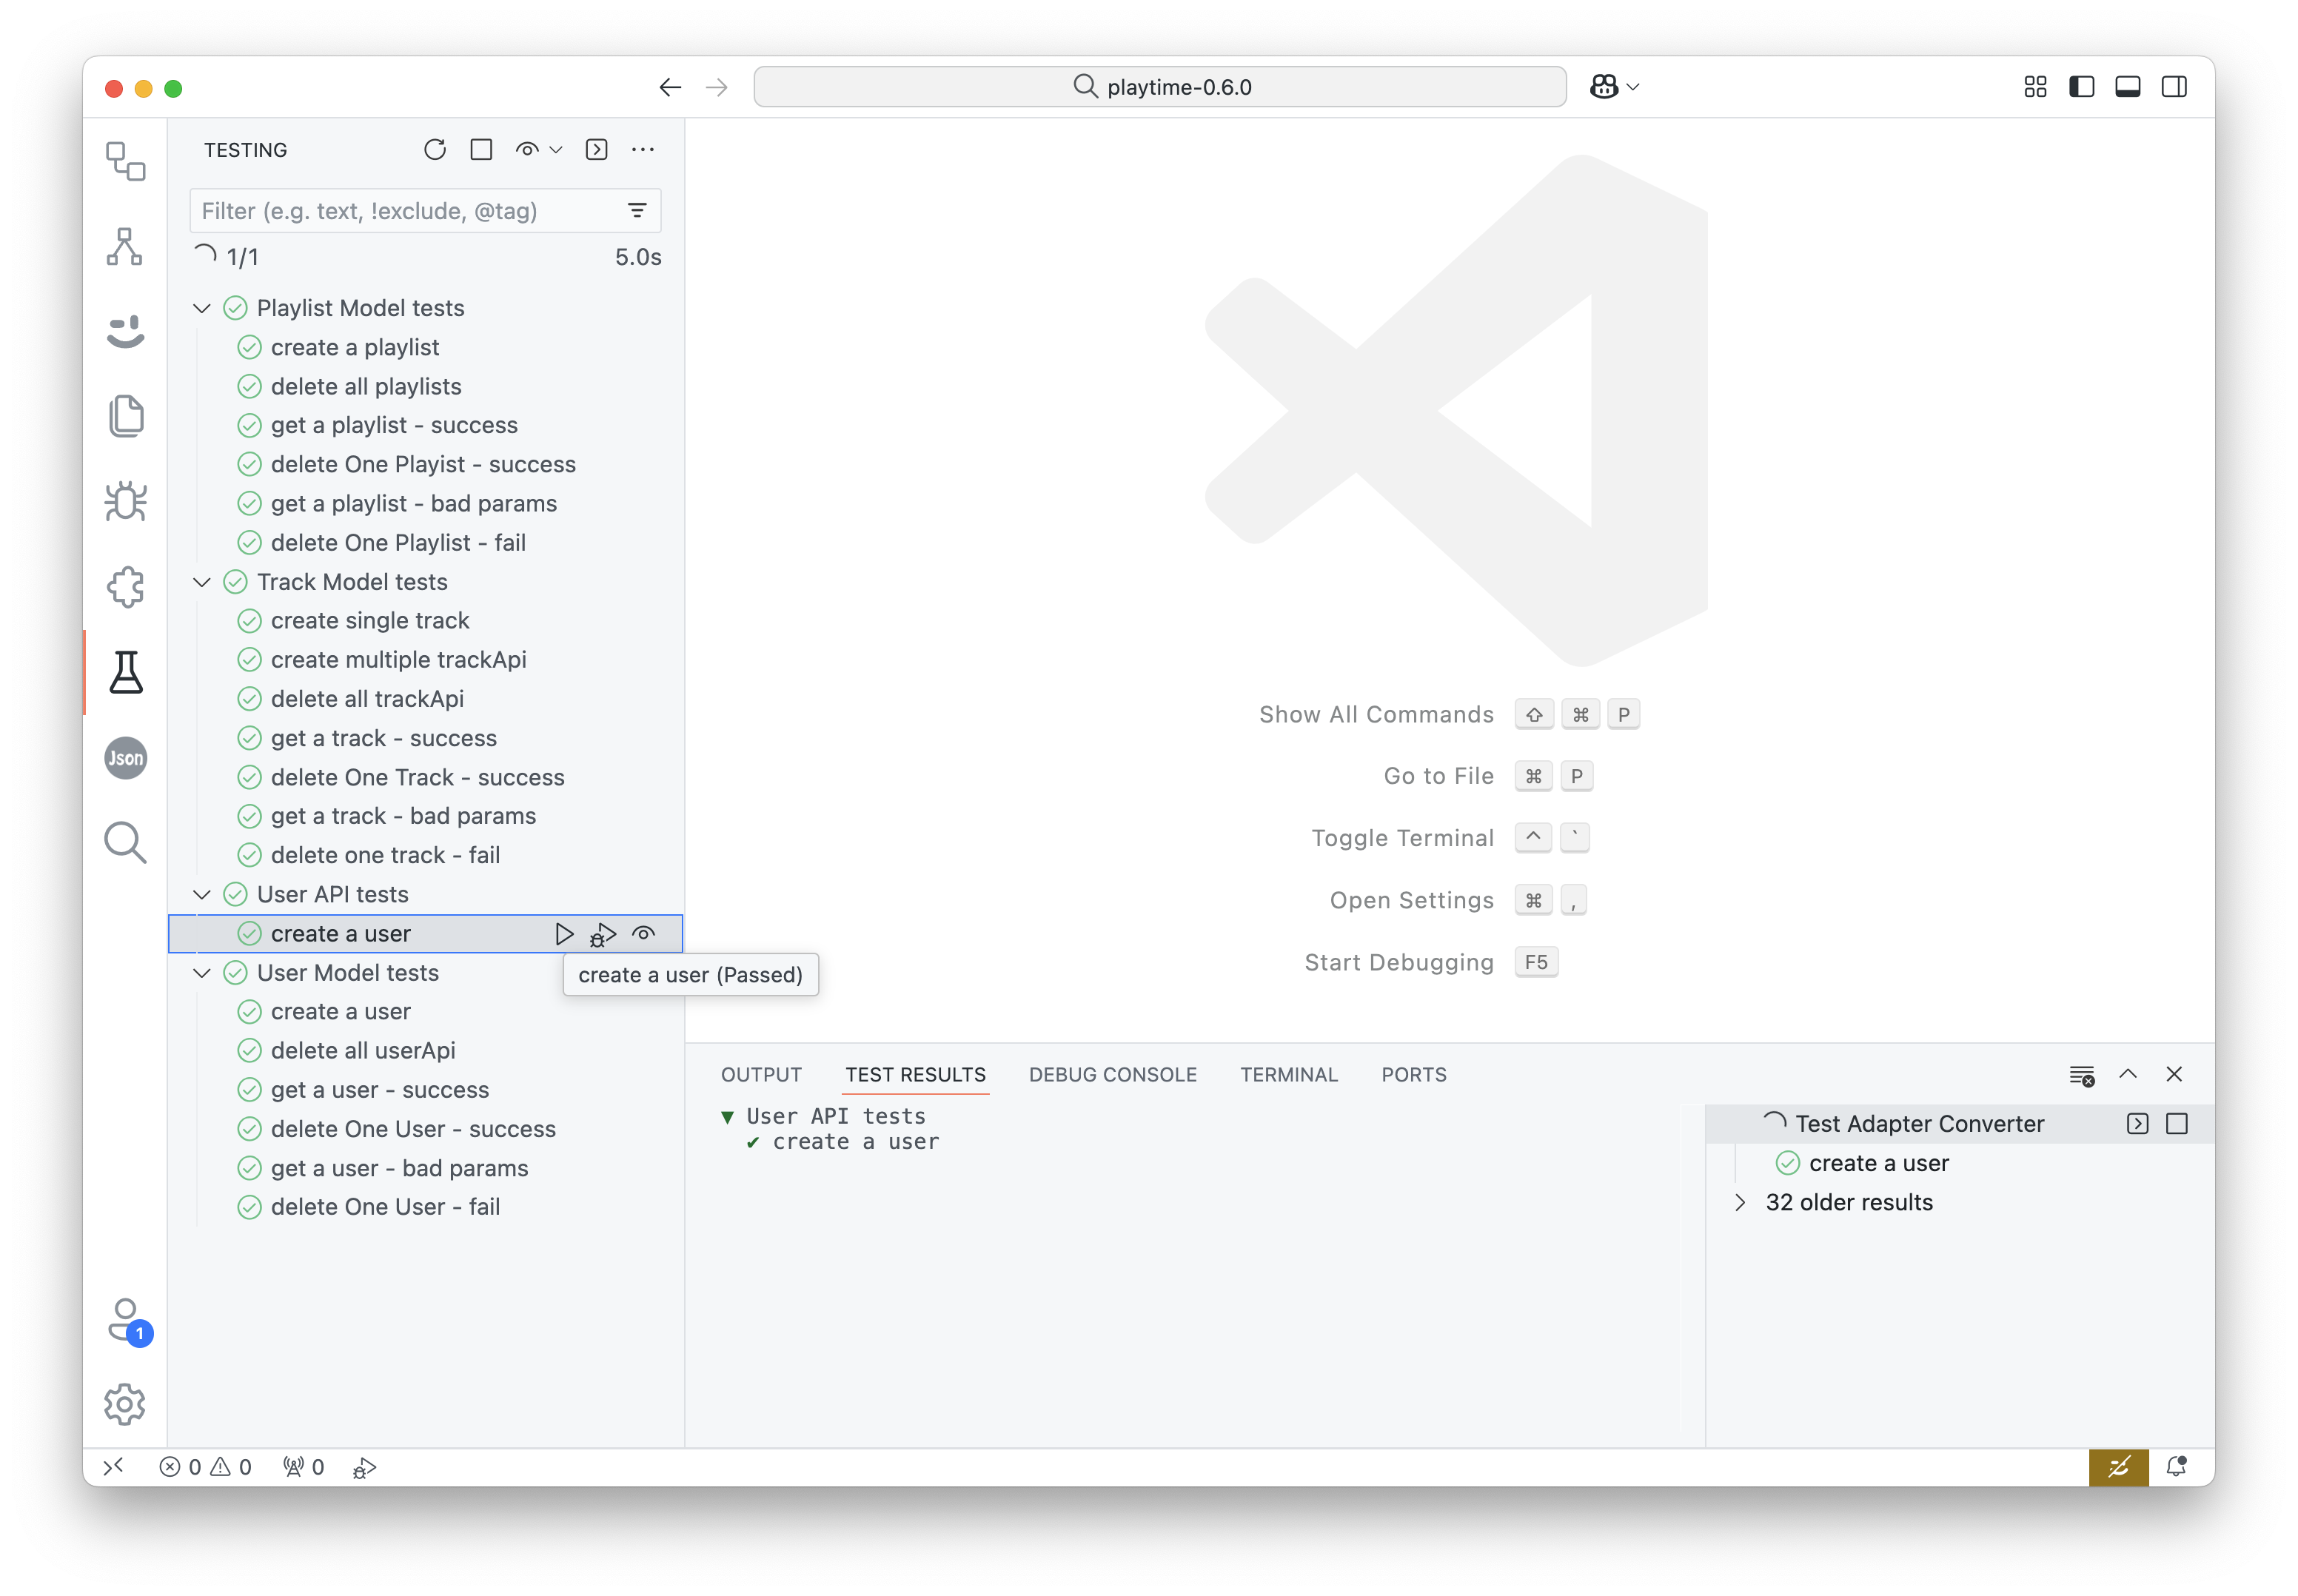 playtime-0.6.0
TESTING
Filter (e.g. text, !exclude, @tag)
1/1 5.0s
Playlist Model tests
create a playlist
delete all playlists
get a playlist - success
delete One Playist - success
get a playlist - bad params
delete One Playlist - fail
Track Model tests
create single track
create multiple trackApi
delete all trackApi
get a track - success
delete One Track - success
get a track - bad params
delete one track - fail
User API tests
create a user
create a user (Passed)
User Model tests
create a user
delete all userApi
get a user - success
delete One User - success
get a user - bad params
delete One User - fail
Json
1
Show All Commands ⇧ ⌘ P
Go to File ⌘ P
Toggle Terminal ^ `
Open Settings ⌘ ,
Start Debugging F5
OUTPUT TEST RESULTS DEBUG CONSOLE TERMINAL PORTS
▼ User API tests
✔ create a user
Test Adapter Converter
create a user
32 older results
0 0 0